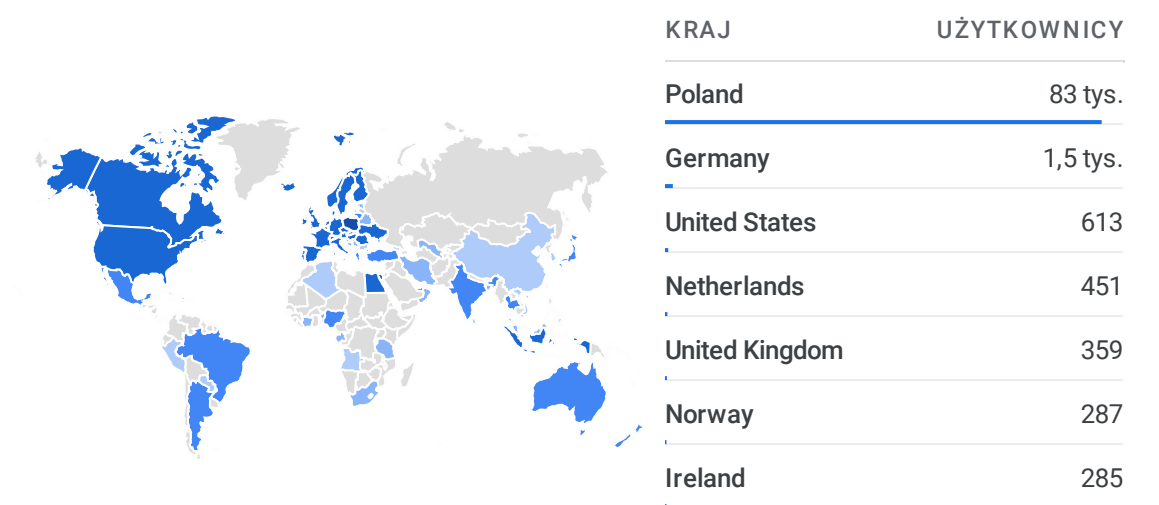 KRAJ UŻYTKOWNICY
Poland 83 tys.
Germany 1,5 tys.
United States 613
Netherlands 451
United Kingdom 359
Norway 287
Ireland 285